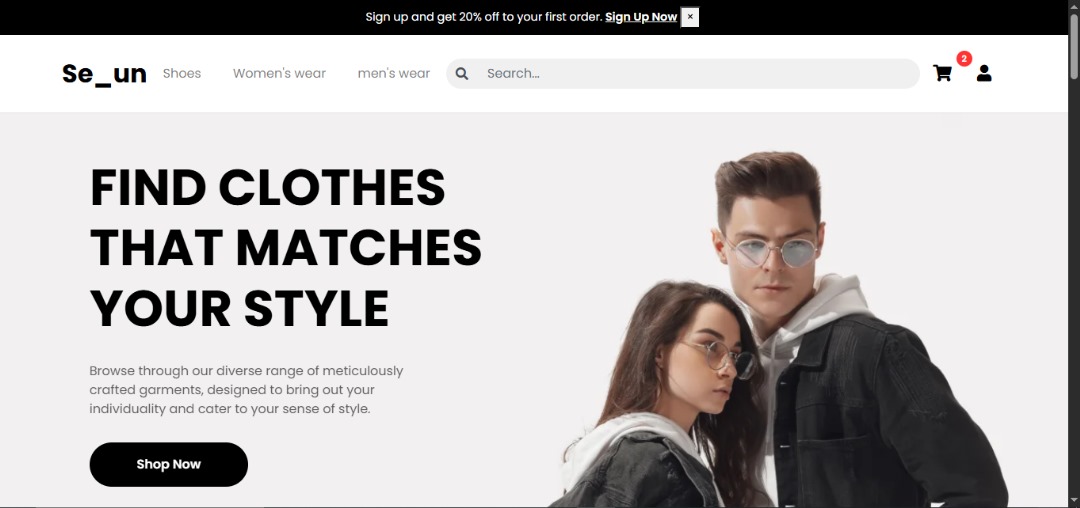 Sign up and get 20% off to your first order. Sign Up Now ×
Se_un Shoes Women's wear men's wear Search... 2
FIND CLOTHES
THAT MATCHES
YOUR STYLE
Browse through our diverse range of meticulously
crafted garments, designed to bring out your
individuality and cater to your sense of style.
Shop Now